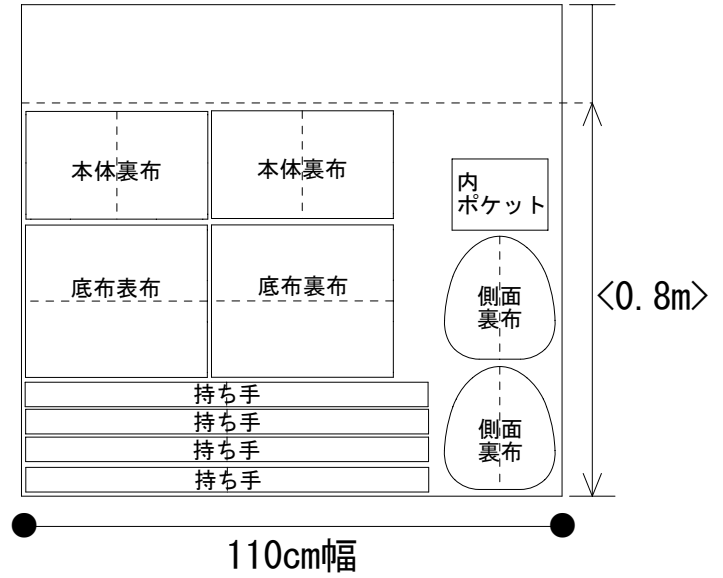 本体裏布
本体裏布
内
ポケット
底布表布
底布裏布
側面
裏布
<0.8m>
持ち手
持ち手
持ち手
持ち手
側面
裏布
110cm幅